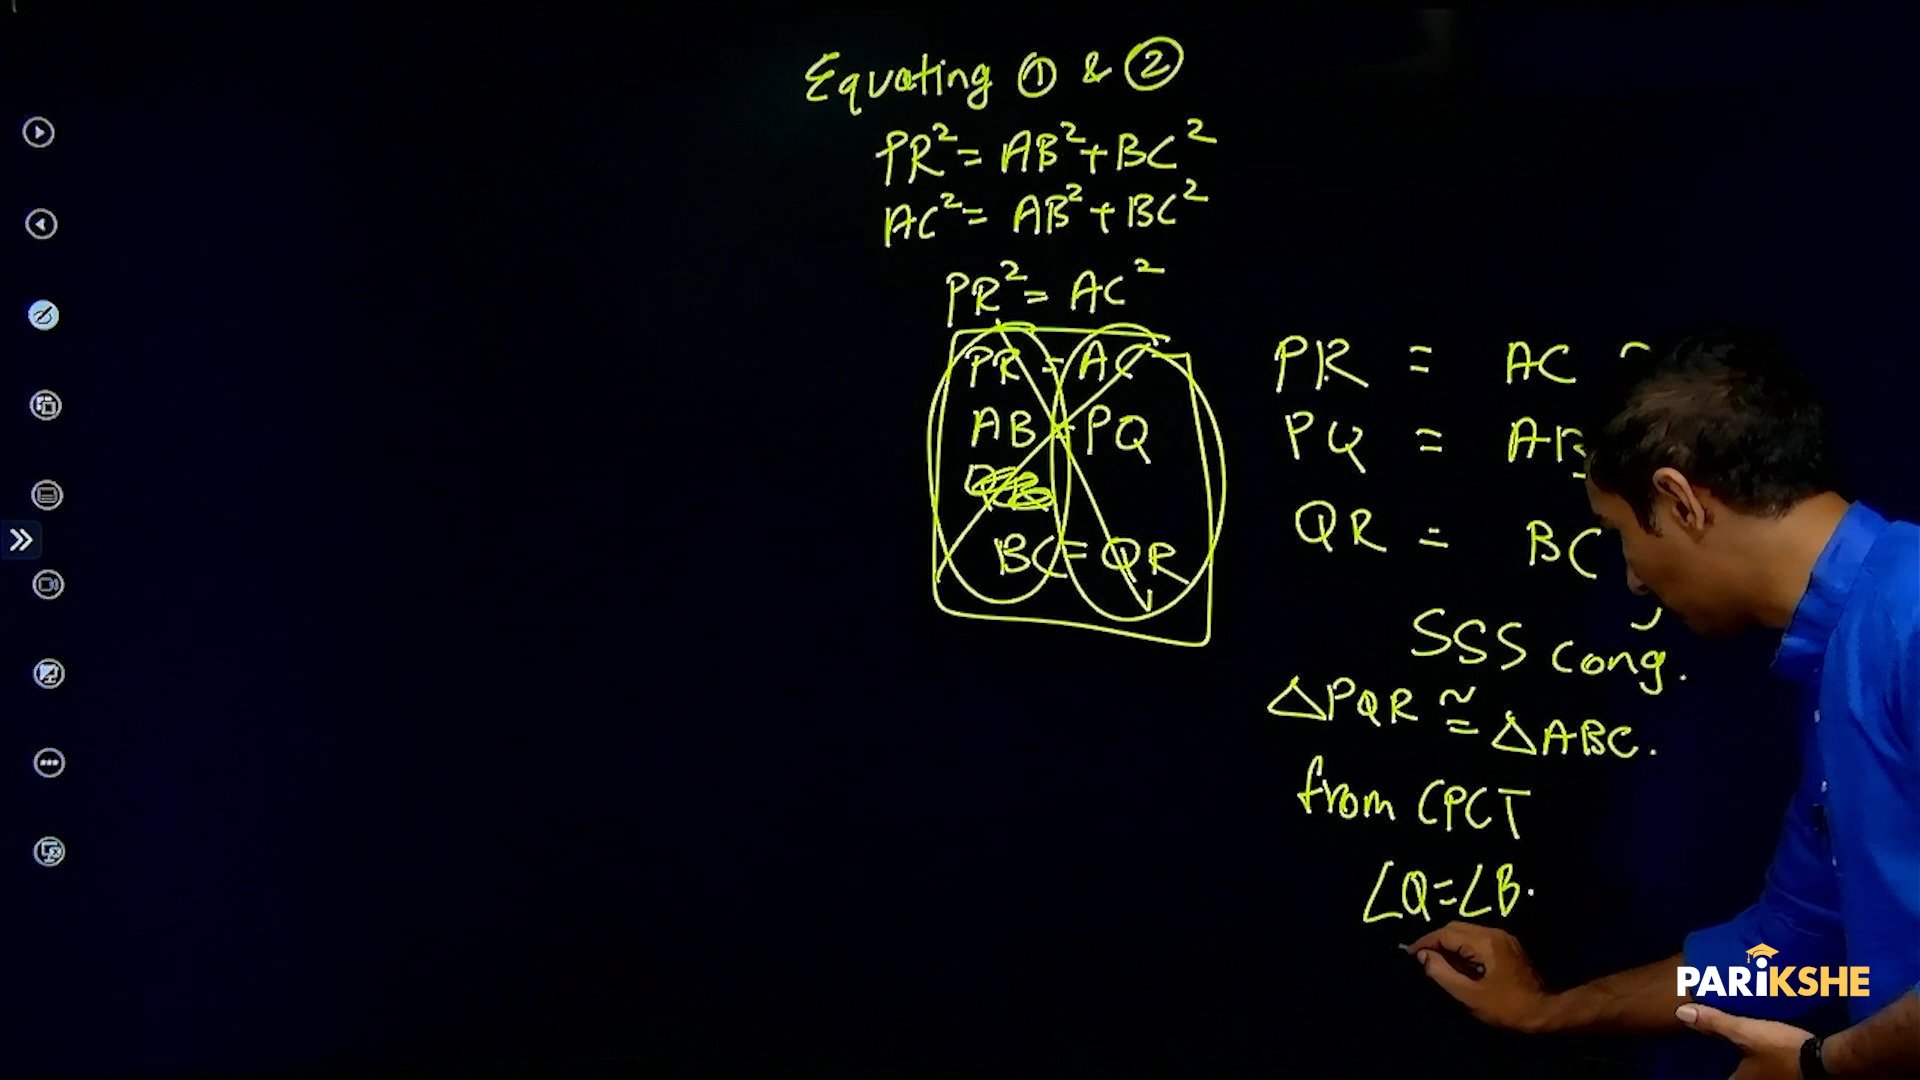 Equating ① & ②
PR² = AB² + BC²
AC² = AB² + BC²
PR² = AC²
PR = AC
AB = PQ
BC = QR
PR = AC
PQ = AB
QR = BC
SSS cong.
△PQR ≅ △ABC.
from CPCT
∠Q = ∠B.
PARiKSHE